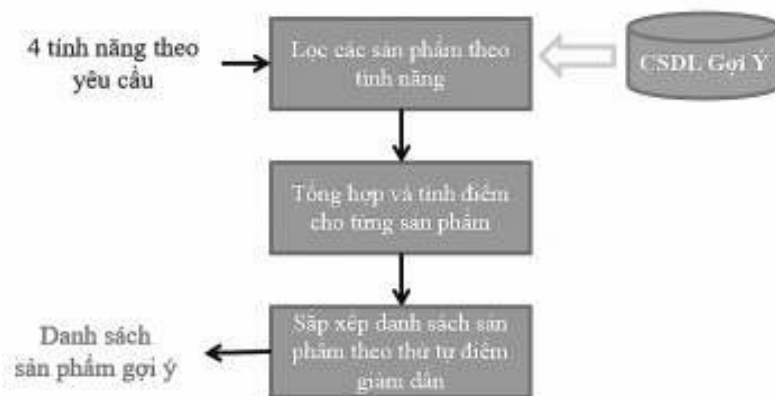 4 tính năng theo
yêu cầu
Lọc các sản phẩm theo
tính năng
CSDL Gợi Ý
Tổng hợp và tính điểm
cho từng sản phẩm
Sắp xếp danh sách sản
phẩm theo thứ tự điểm
giảm dần
Danh sách
sản phẩm gợi ý